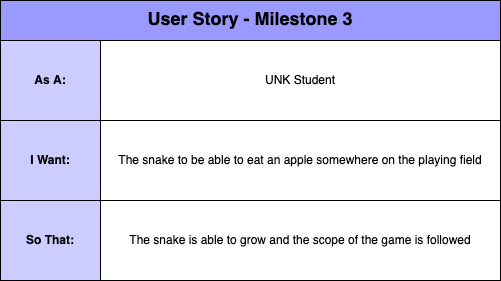 User Story - Milestone 3
As A:
UNK Student
I Want:
The snake to be able to eat an apple somewhere on the playing field
So That:
The snake is able to grow and the scope of the game is followed